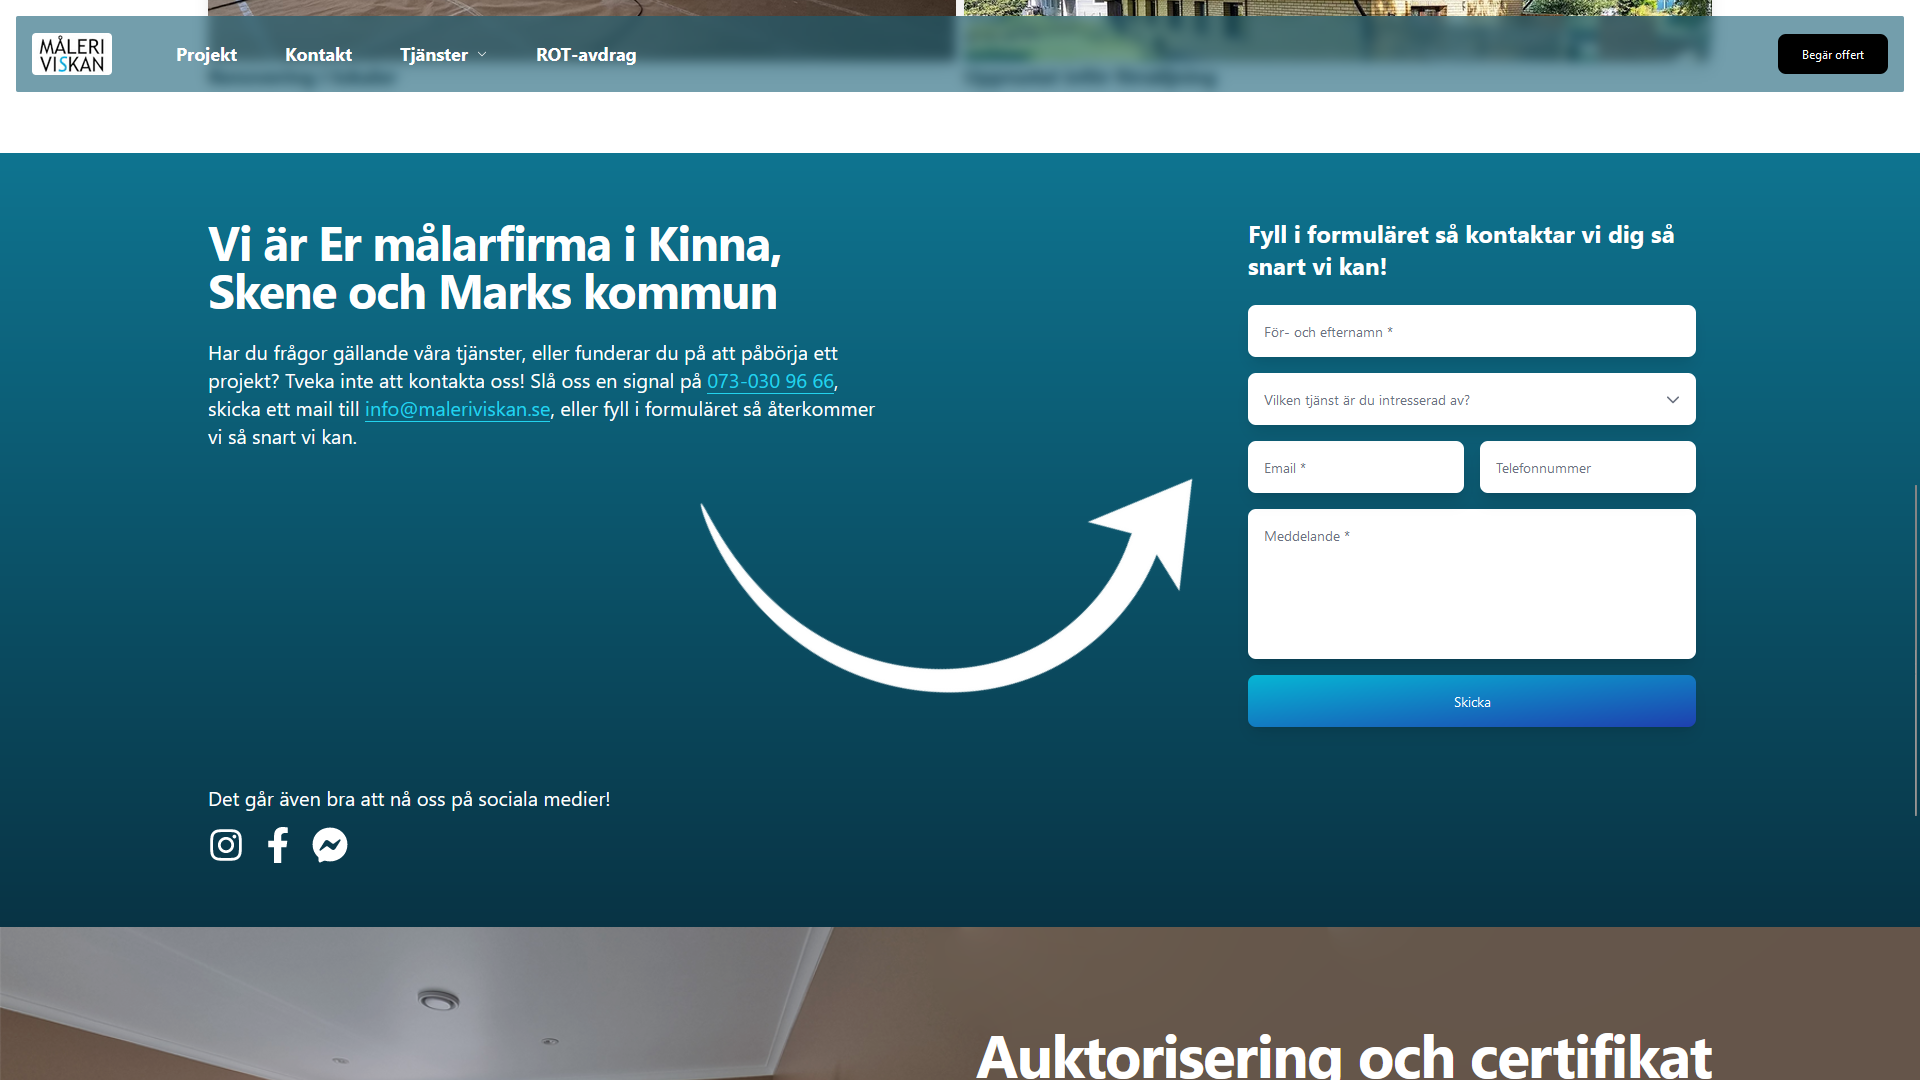 MÅLERI
VISKAN
Projekt
Kontakt
Tjänster
ROT-avdrag
Begär offert
Vi är Er målarfirma i Kinna,
Skene och Marks kommun
Har du frågor gällande våra tjänster, eller funderar du på att påbörja ett
projekt? Tveka inte att kontakta oss! Slå oss en signal på 073-030 96 66,
skicka ett mail till info@maleriviskan.se, eller fyll i formuläret så återkommer
vi så snart vi kan.
Det går även bra att nå oss på sociala medier!
Fyll i formuläret så kontaktar vi dig så
snart vi kan!
För- och efternamn *
Vilken tjänst är du intresserad av?
Email *
Telefonnummer
Meddelande *
Skicka
Auktorisering och certifikat